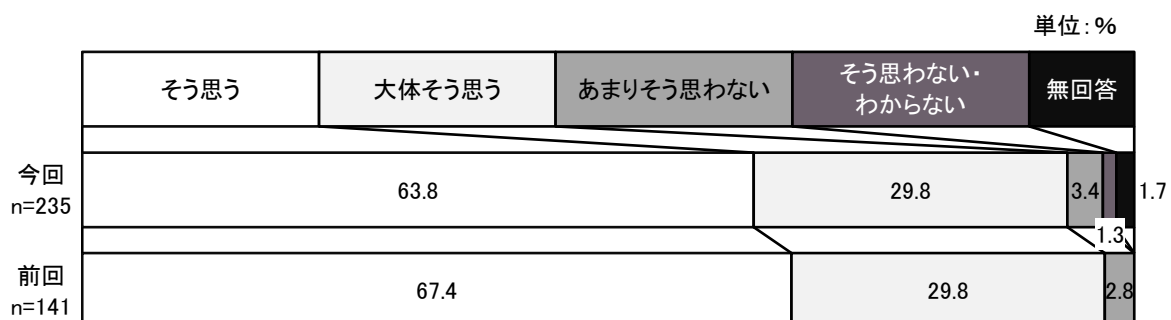 単位:%
そう思う
大体そう思う
あまりそう思わない
そう思わない・
わからない
無回答
今回
n=235
63.8
29.8
3.4
1.3
1.7
前回
n=141
67.4
29.8
2.8